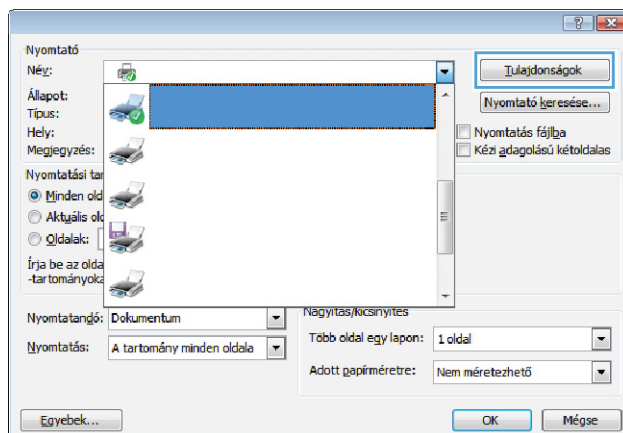 Nyomtató
Név:
Tulajdonságok
Állapot:
Nyomtató keresése...
Típus:
Hely:
Nyomtatás fájlba
Megjegyzés:
Kézi adagolású kétoldalas
Nyomtatási tar
Minden old
Aktuális old
Oldalak:
Írja be az olda
-tartományoka
Nagyítás/kicsinyítés
Nyomtatandó: Dokumentum
Több oldal egy lapon: 1 oldal
Nyomtatás: A tartomány minden oldala
Adott papírméretre: Nem méretezhető
Egyebek... OK Mégse